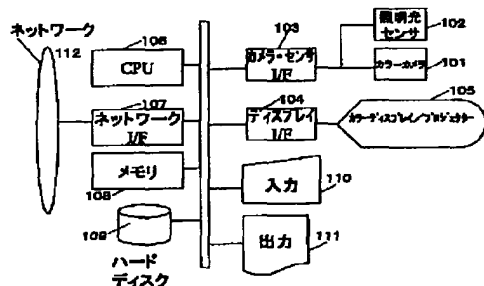 ネットワーク
112
106
CPU
107
ネットワーク
I/F
メモリ
108
109
ハード
ディスク
103
カメラ・センサ
I/F
照明光
センサ
102
カラーカメラ
101
104
ディスプレイ
I/F
105
カラーディスプレイ/プロジェクター
入力
110
出力
111